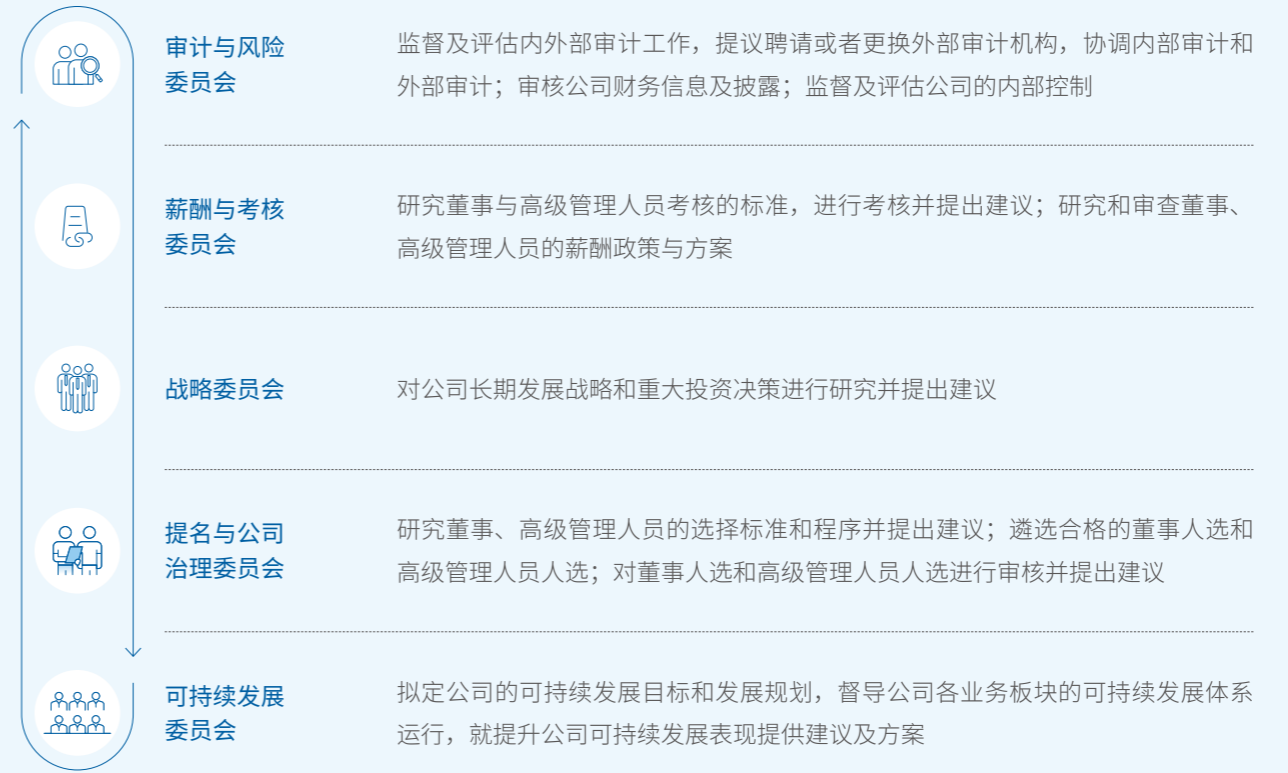 审计与风险
委员会
监督及评估内外部审计工作，提议聘请或者更换外部审计机构，协调内部审计和
外部审计；审核公司财务信息及披露；监督及评估公司的内部控制
薪酬与考核
委员会
研究董事与高级管理人员考核的标准，进行考核并提出建议；研究和审查董事、
高级管理人员的薪酬政策与方案
战略委员会
对公司长期发展战略和重大投资决策进行研究并提出建议
提名与公司
治理委员会
研究董事、高级管理人员的选择标准和程序并提出建议；遴选合格的董事人选和
高级管理人员人选；对董事人选和高级管理人员人选进行审核并提出建议
可持续发展
委员会
拟定公司的可持续发展目标和发展规划，督导公司各业务板块的可持续发展体系
运行，就提升公司可持续发展表现提供建议及方案